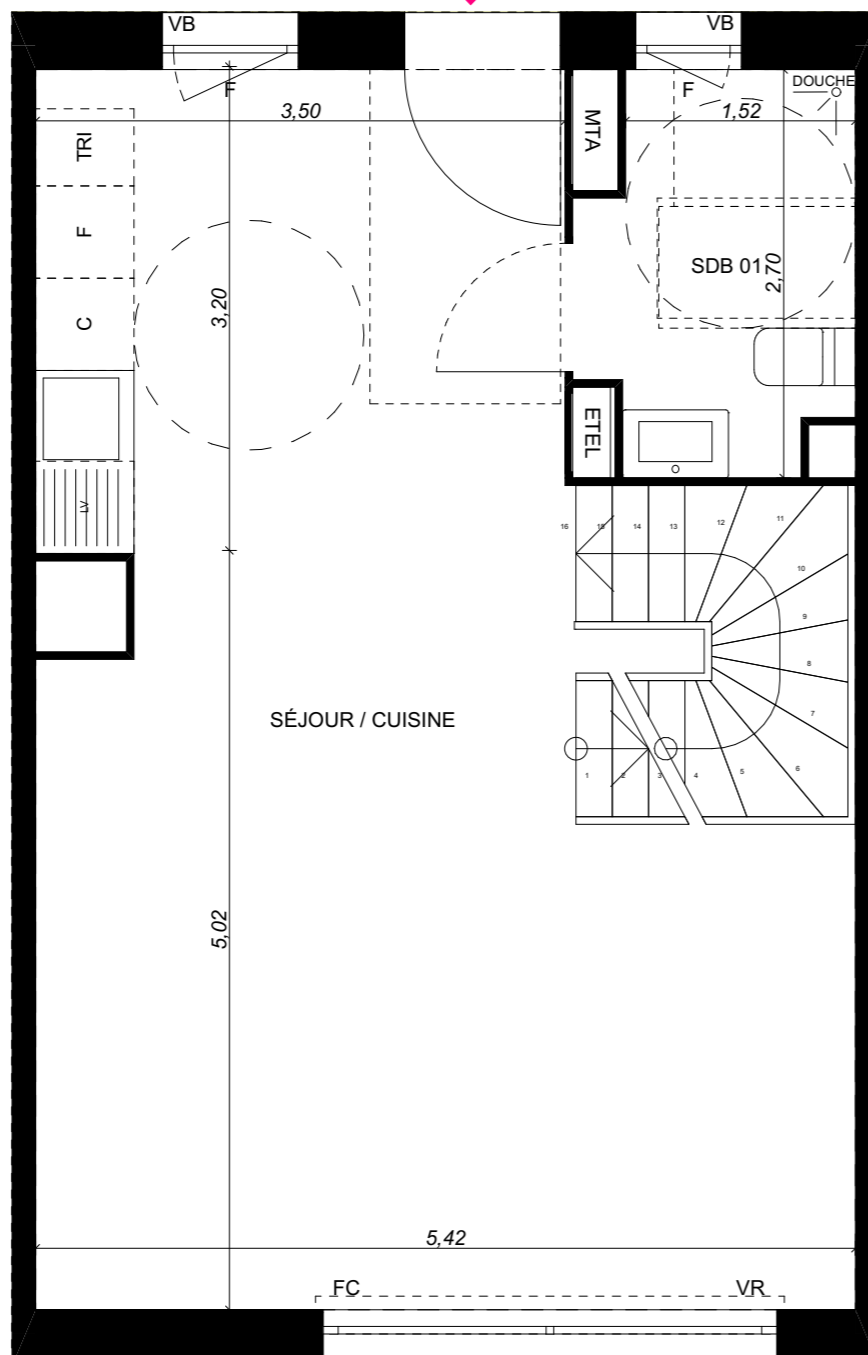 VB
VB
F
F
DOUCHE
3,50
1,52
TRI
MTA
F
SDB 01
2,70
3,20
C
ETEL
LV
16
15
14
13
12
11
10
9
8
7
6
5
4
3
2
1
SÉJOUR / CUISINE
5,02
5,42
FC
VR